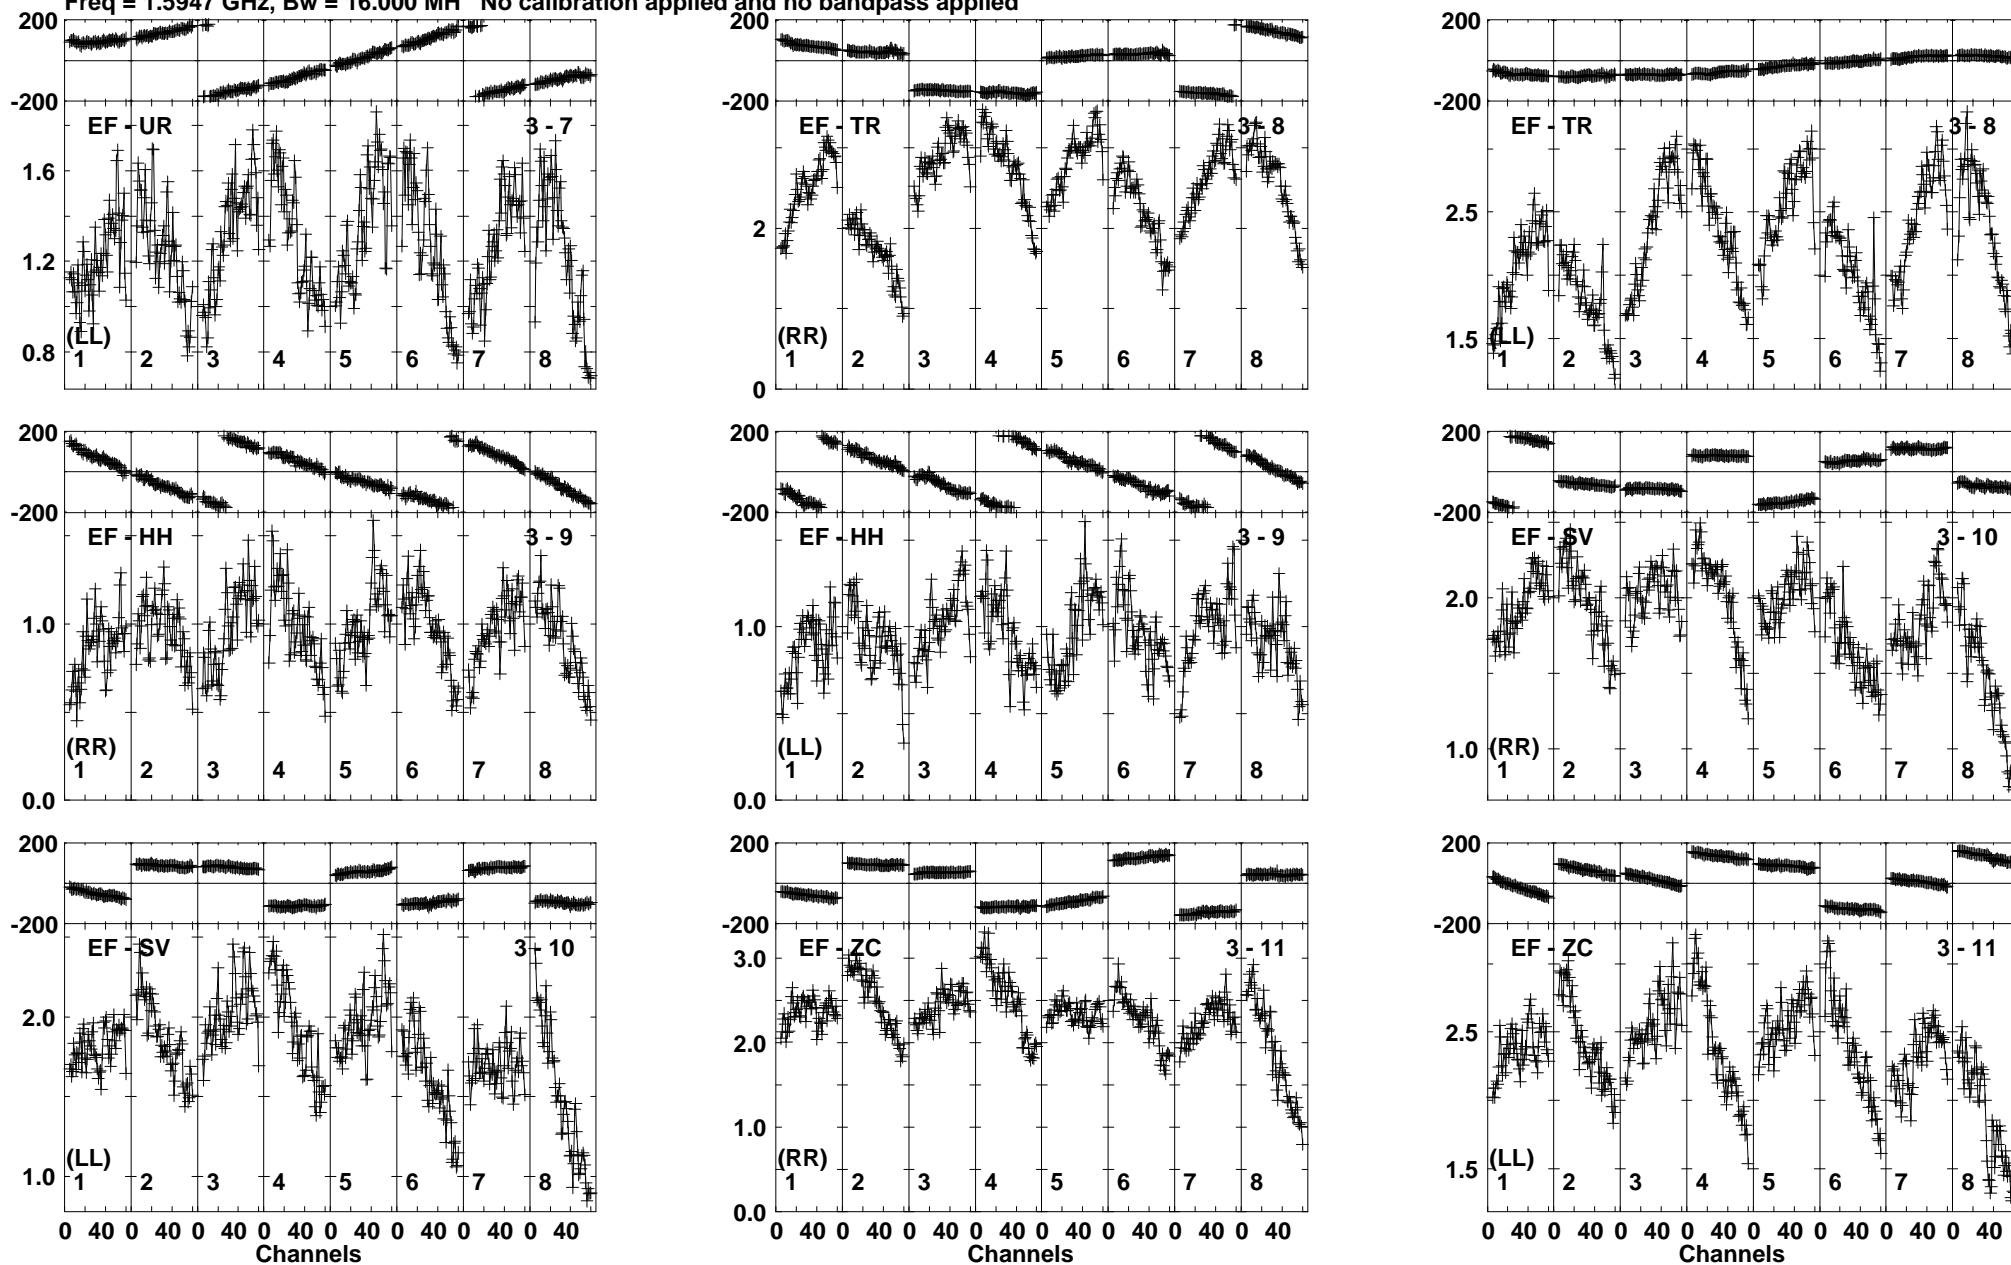 Freq = 1.5947 GHz, Bw = 16.000 MH No calibration applied and no bandpass applied
200
-200
EF - UR 3 - 7
1.6
1.2
0.8
(LL)
1 2 3 4 5 6 7 8
200
-200
EF - TR 3 - 8
2
0
(RR)
1 2 3 4 5 6 7 8
200
-200
EF - TR 3 - 8
2.5
1.5
(LL)
1 2 3 4 5 6 7 8
200
-200
EF - HH 3 - 9
1.0
0.0
(RR)
1 2 3 4 5 6 7 8
200
-200
EF - HH 3 - 9
1.0
0.0
(LL)
1 2 3 4 5 6 7 8
200
-200
EF - SV 3 - 10
2.0
1.0
(RR)
1 2 3 4 5 6 7 8
200
-200
EF - SV 3 - 10
2.0
1.0
(LL)
1 2 3 4 5 6 7 8
0 40 0 40 0 40 0 40 0 40 0 40 0 40 0 40
Channels
200
-200
EF - ZC 3 - 11
3.0
2.0
1.0
0.0
(RR)
1 2 3 4 5 6 7 8
0 40 0 40 0 40 0 40 0 40 0 40 0 40 0 40
Channels
200
-200
EF - ZC 3 - 11
2.5
1.5
(LL)
1 2 3 4 5 6 7 8
0 40 0 40 0 40 0 40 0 40 0 40 0 40 0 40
Channels